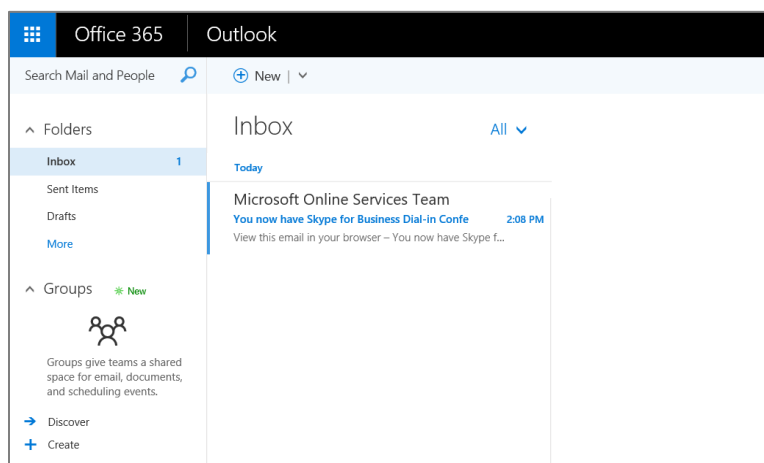 Office 365
Outlook
Search Mail and People
New
Folders
Inbox 1
Sent Items
Drafts
More
Groups New
Groups give teams a shared
space for email, documents,
and scheduling events.
Discover
Create
Inbox
All
Today
Microsoft Online Services Team
You now have Skype for Business Dial-in Confe 2:08 PM
View this email in your browser – You now have Skype f...